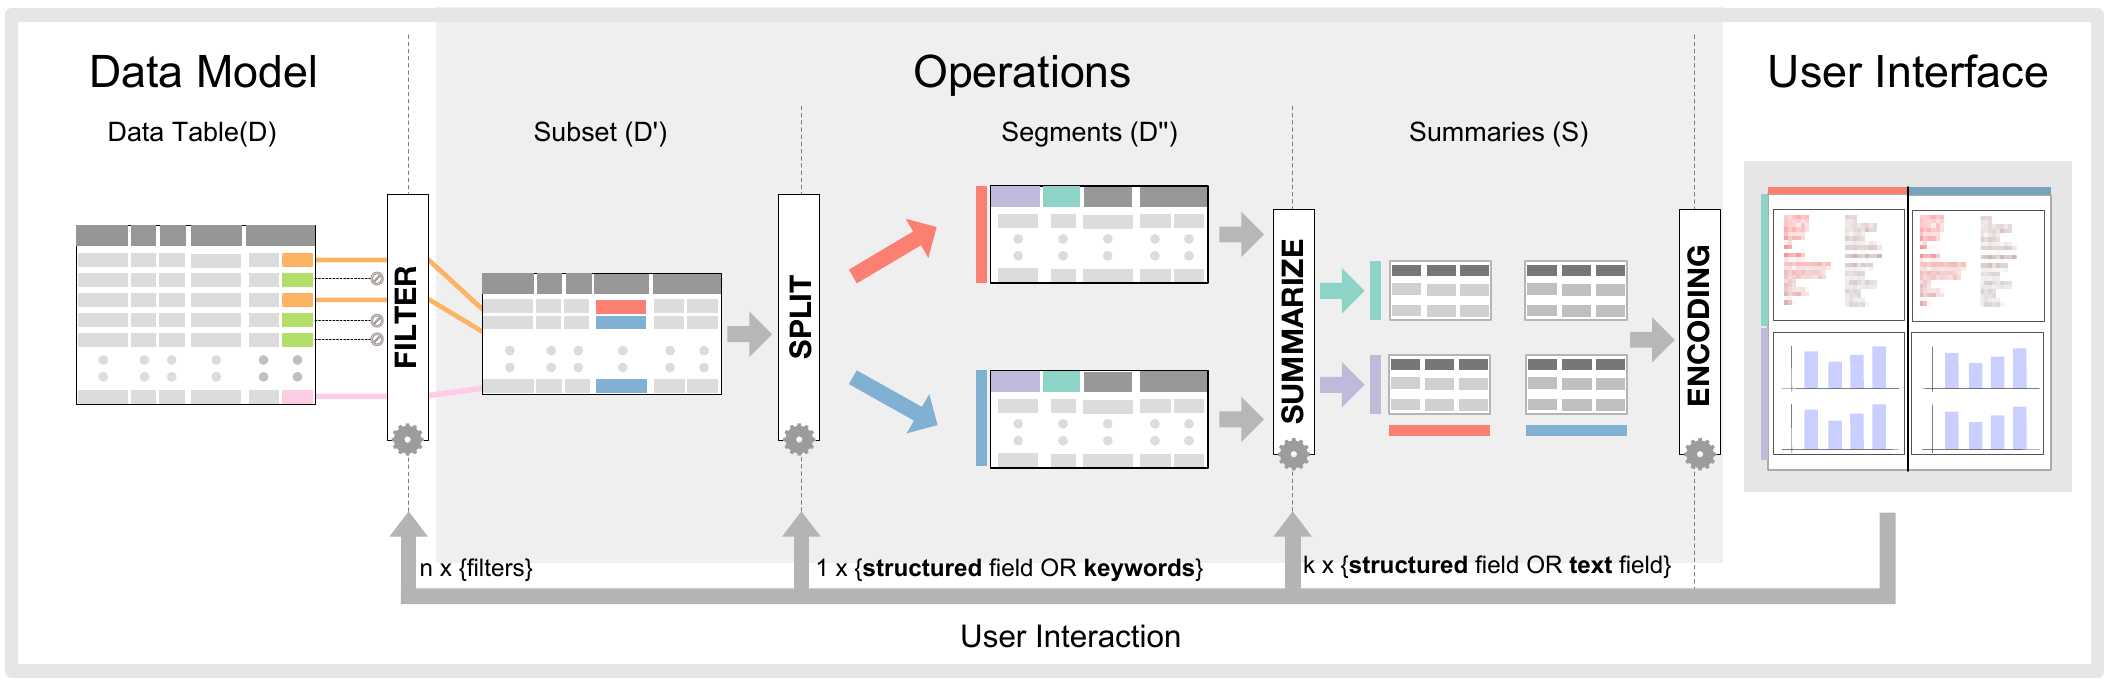 Data Model
Operations
User Interface
Data Table(D)
Subset (D')
Segments (D")
Summaries (S)
FILTER
SPLIT
SUMMARIZE
ENCODING
n x {filters}
1 x {structured field OR keywords}
k x {structured field OR text field}
User Interaction